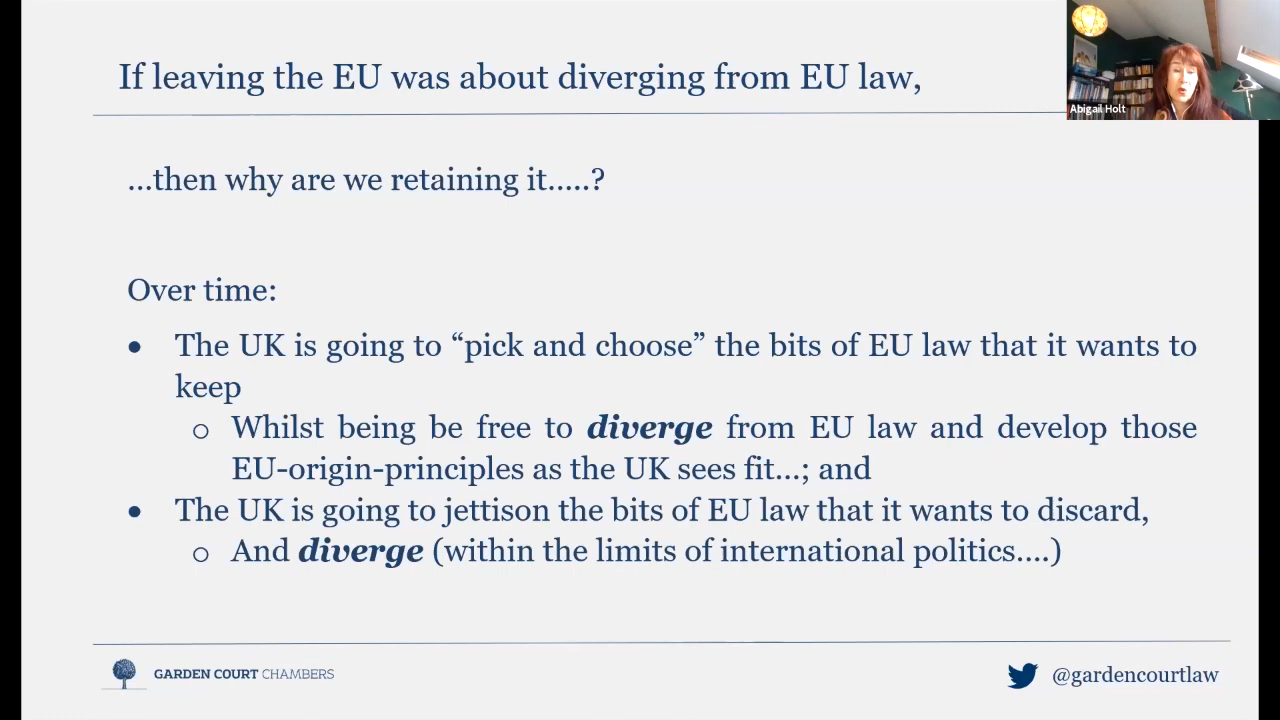 If leaving the EU was about diverging from EU law,
Abigail Holt
...then why are we retaining it.....?
Over time:
• The UK is going to “pick and choose” the bits of EU law that it wants to
keep
o Whilst being be free to diverge from EU law and develop those
EU-origin-principles as the UK sees fit...; and
• The UK is going to jettison the bits of EU law that it wants to discard,
o And diverge (within the limits of international politics....)
GARDEN COURT CHAMBERS
@gardencourtlaw